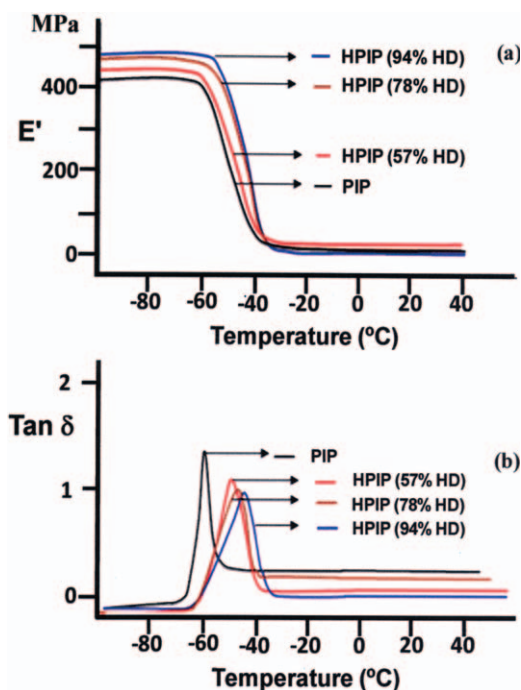 MPa
(a)
HPIP (94% HD)
400
HPIP (78% HD)
E'
200
HPIP (57% HD)
PIP
0
-80 -60 -40 -20 0 20 40
Temperature (ºC)
2
Tan δ
PIP
(b)
HPIP (57% HD)
1
HPIP (78% HD)
HPIP (94% HD)
0
-80 -60 -40 -20 0 20 40
Temperature (ºC)